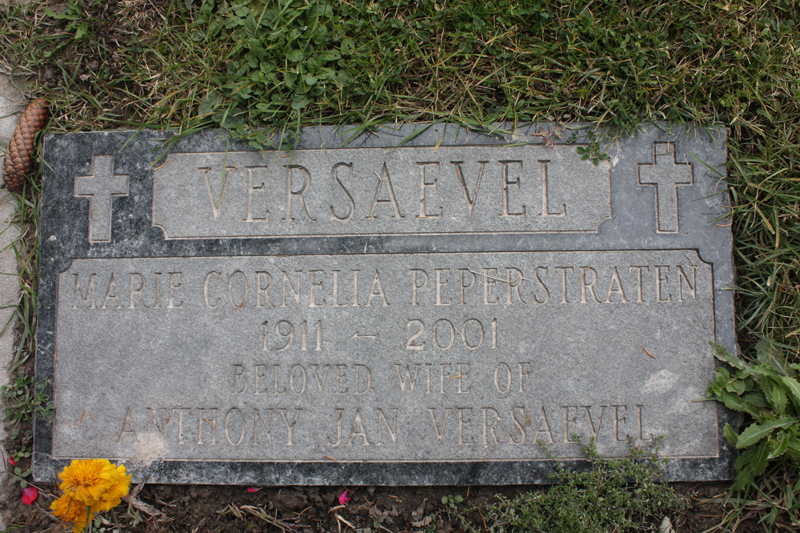 VERSAEVEL
MARIE CORNELIA PEPERSTRATEN
1911 - 2001
BELOVED WIFE OF
ANTHONY JAN VERSAEVEL